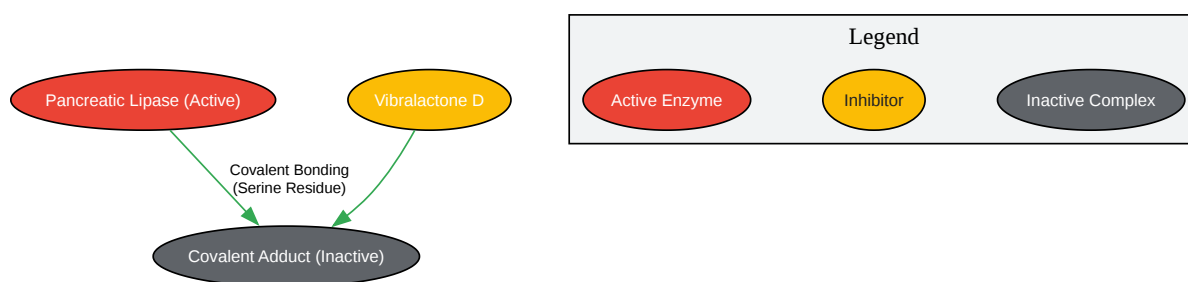 Legend
Pancreatic Lipase (Active)
Vibralactone D
Active Enzyme
Inhibitor
Inactive Complex
Covalent Bonding
(Serine Residue)
Covalent Adduct (Inactive)